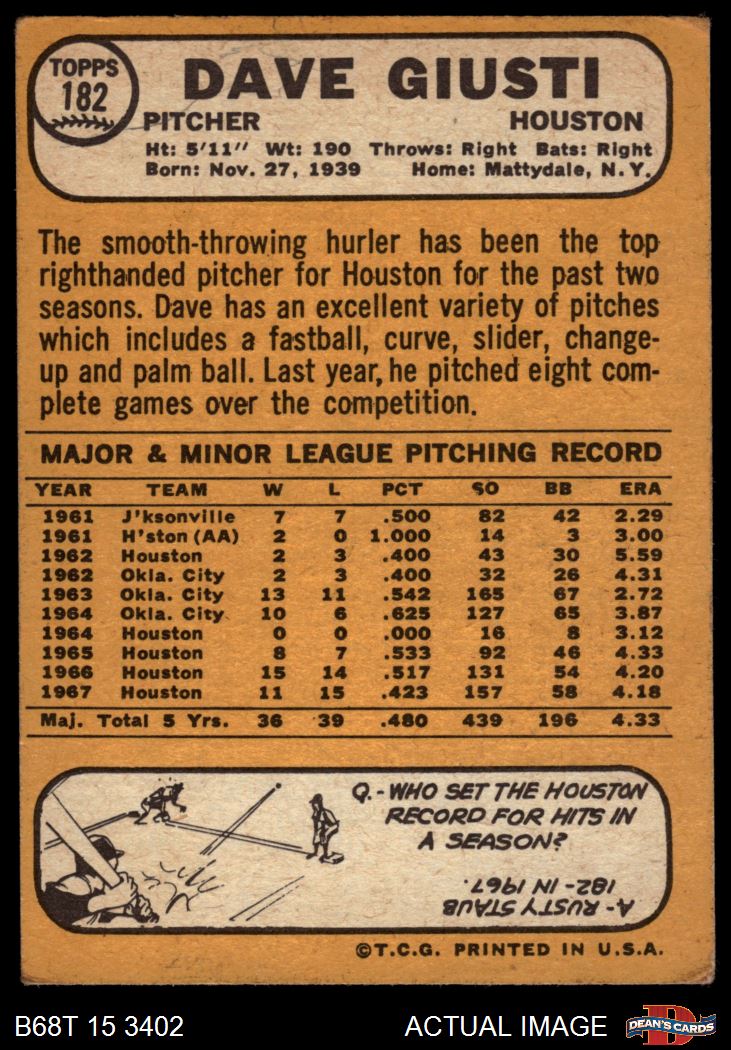 TOPPS
182
DAVE GIUSTI
PITCHER HOUSTON
Ht: 5'11" Wt: 190 Throws: Right Bats: Right
Born: Nov. 27, 1939 Home: Mattydale, N.Y.
The smooth-throwing hurler has been the top
righthanded pitcher for Houston for the past two
seasons. Dave has an excellent variety of pitches
which includes a fastball, curve, slider, change-
up and palm ball. Last year, he pitched eight com-
plete games over the competition.
MAJOR & MINOR LEAGUE PITCHING RECORD
YEAR TEAM W L PCT SO BB ERA
1961 J'ksonville 7 7 .500 82 42 2.29
1961 H'ston (AA) 2 0 1.000 14 3 3.00
1962 Houston 2 3 .400 43 30 5.59
1962 Okla. City 2 3 .400 32 26 4.31
1963 Okla. City 13 11 .542 165 67 2.72
1964 Okla. City 10 6 .625 127 65 3.87
1964 Houston 0 0 .000 16 8 3.12
1965 Houston 8 7 .533 92 46 4.33
1966 Houston 15 14 .517 131 54 4.20
1967 Houston 11 15 .423 157 58 4.18
Maj. Total 5 Yrs. 36 39 .480 439 196 4.33
Q.-WHO SET THE HOUSTON
RECORD FOR HITS IN
A SEASON?
A- RUSTY STAUB
182- IN 1967.
©T.C.G. PRINTED IN U.S.A.
B68T 15 3402 ACTUAL IMAGE
DEAN'S CARDS